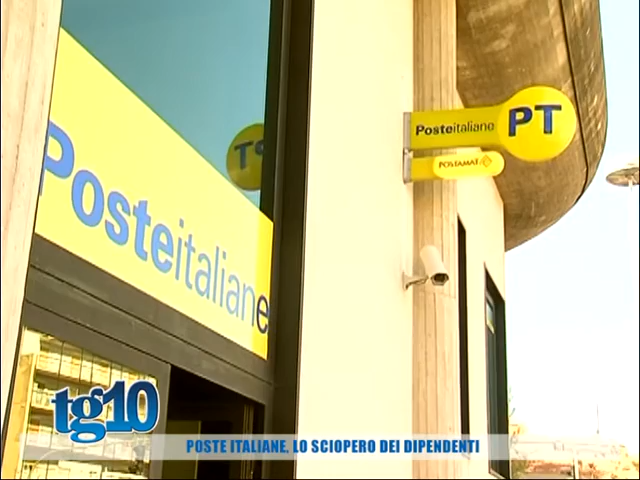 Posteitaliane
Posteitaliane PT
POSTAMAT
tg10
POSTE ITALIANE, LO SCIOPERO DEI DIPENDENTI